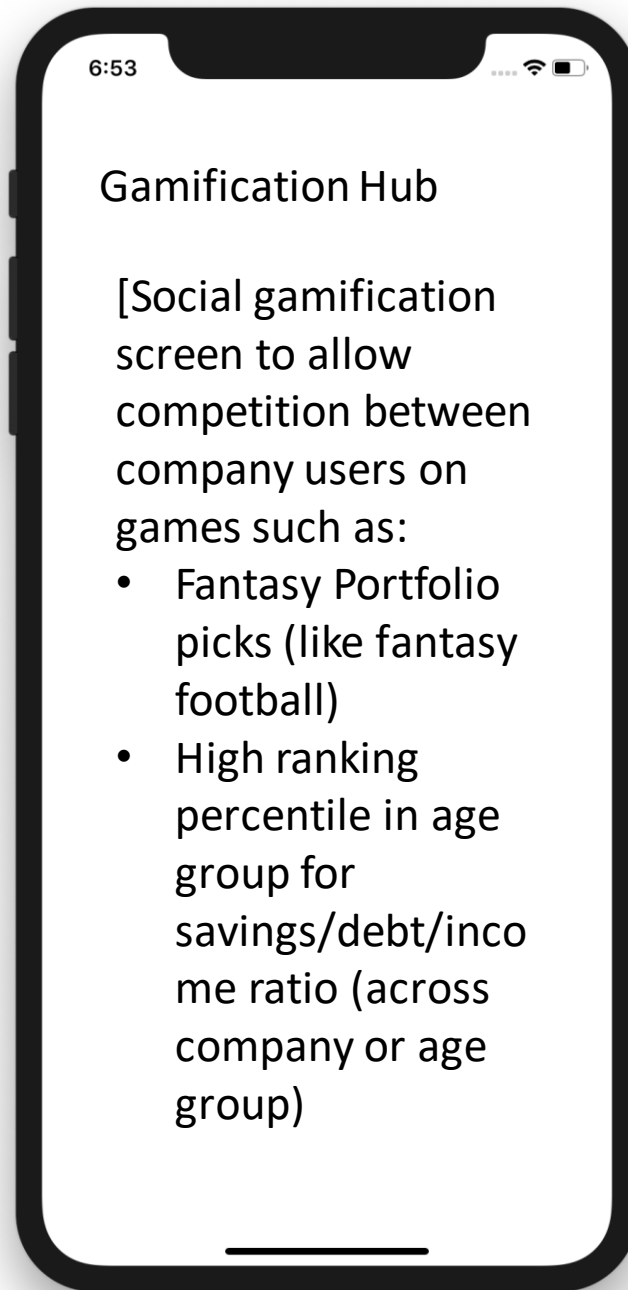 6:53
Gamification Hub
[Social gamification
screen to allow
competition between
company users on
games such as:
• Fantasy Portfolio
picks (like fantasy
football)
• High ranking
percentile in age
group for
savings/debt/inco
me ratio (across
company or age
group)